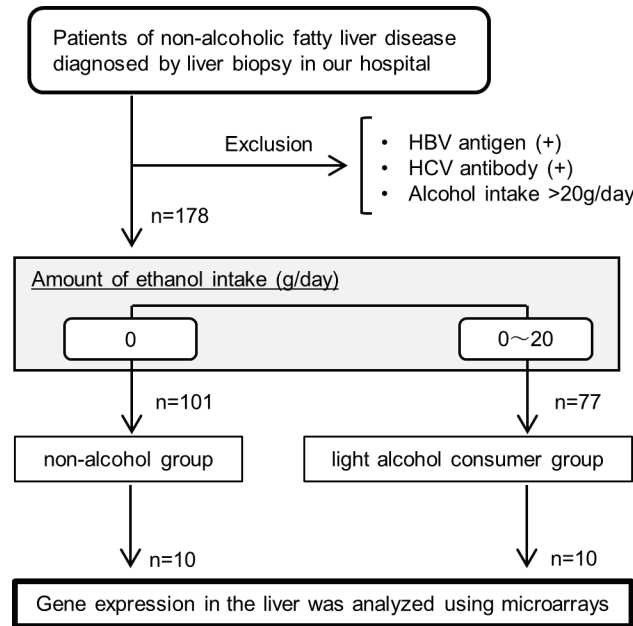 Patients of non-alcoholic fatty liver disease
diagnosed by liver biopsy in our hospital
Exclusion
• HBV antigen (+)
• HCV antibody (+)
• Alcohol intake >20g/day
n=178
Amount of ethanol intake (g/day)
0
0～20
n=101
n=77
non-alcohol group
light alcohol consumer group
n=10
n=10
Gene expression in the liver was analyzed using microarrays